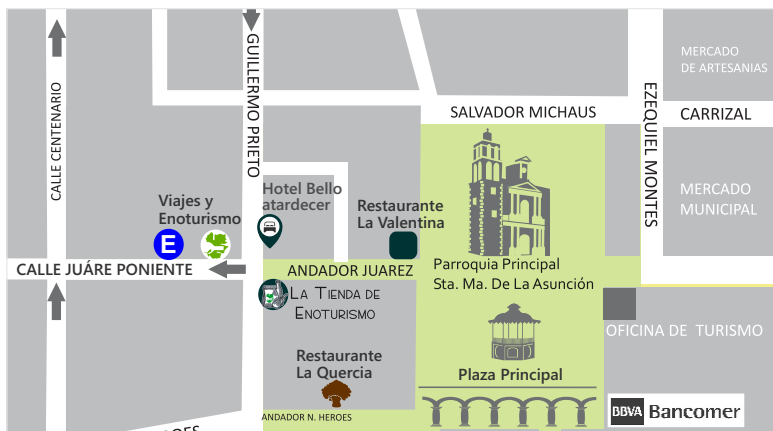 GUILLERMO PRIETO
CALLE CENTENARIO
MERCADO
DE ARTESANIAS
SALVADOR MICHAUS
CARRIZAL
EZEQUIEL MONTES
MERCADO
MUNICIPAL
Viajes y
Enoturismo
E
Hotel Bello
atardecer
Restaurante
La Valentina
CALLE JUÁRE PONIENTE
ANDADOR JUAREZ
Parroquia Principal
Sta. Ma. De La Asunción
LA TIENDA DE
ENOTURISMO
OFICINA DE TURISMO
Restaurante
La Quercia
Plaza Principal
ANDADOR N. HEROES
BBVA Bancomer